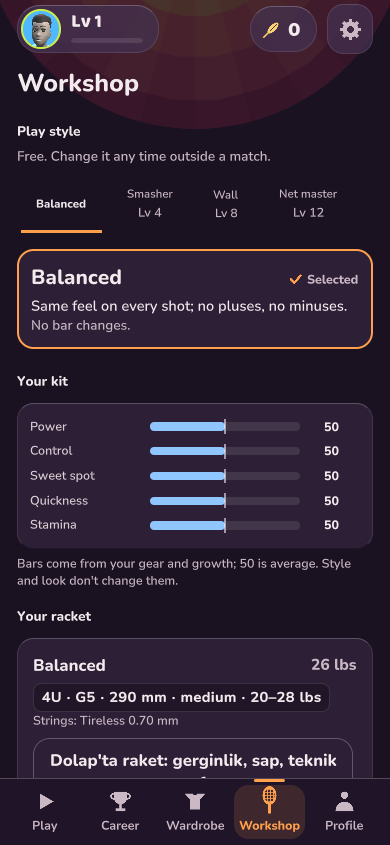 Lv 1
0
Workshop
Play style
Free. Change it any time outside a match.
Balanced
Smasher
Lv 4
Wall
Lv 8
Net master
Lv 12
Balanced
Selected
Same feel on every shot; no pluses, no minuses.
No bar changes.
Your kit
Power 50
Control 50
Sweet spot 50
Quickness 50
Stamina 50
Bars come from your gear and growth; 50 is average. Style
and look don't change them.
Your racket
Balanced 26 lbs
4U · G5 · 290 mm · medium · 20–28 lbs
Strings: Tireless 0.70 mm
Dolap'ta raket: gerginlik, sap, teknik
Play Career Wardrobe Workshop Profile